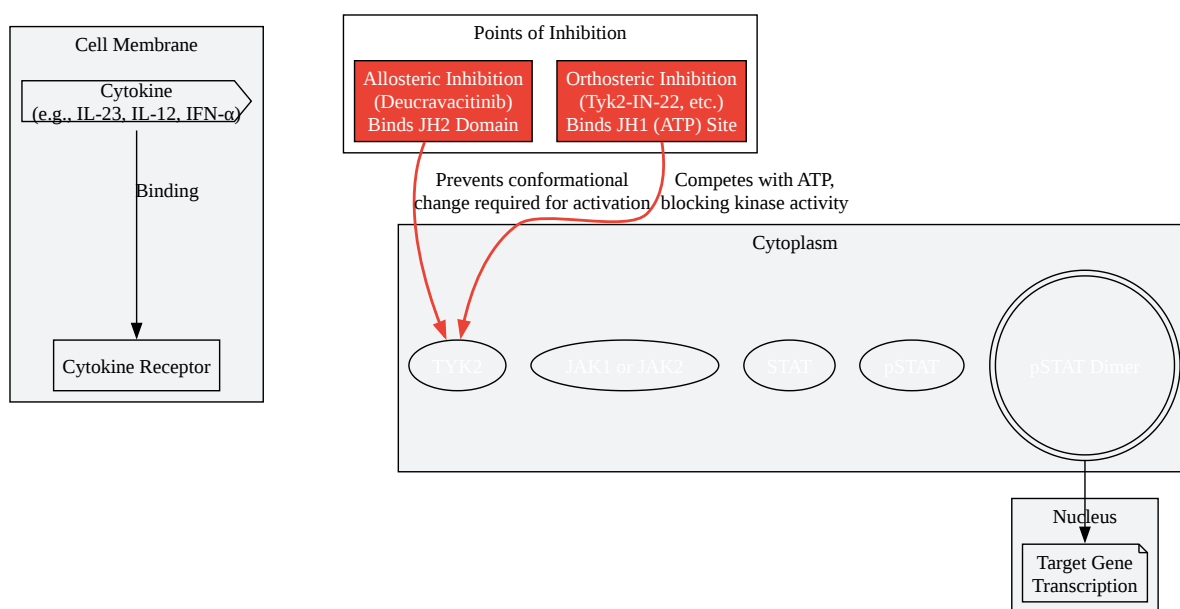 Cell Membrane
Cytokine
(e.g., IL-23, IL-12, IFN-α)
Binding
Cytokine Receptor
Points of Inhibition
Allosteric Inhibition
(Deucravacitinib)
Binds JH2 Domain
Orthosteric Inhibition
(Tyk2-IN-22, etc.)
Binds JH1 (ATP) Site
Prevents conformational
change required for activation
Competes with ATP,
blocking kinase activity
Cytoplasm
TYK2
JAK1 or JAK2
STAT
pSTAT
pSTAT Dimer
Nucleus
Target Gene
Transcription